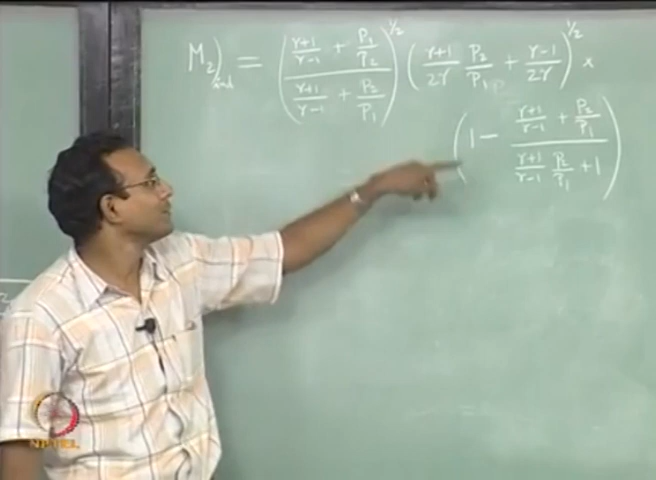 M₂)ind = ( (γ+1)/(γ-1) + P₁/P₂ / (γ+1)/(γ-1) + P₂/P₁ )^1/2 ( (γ+1)/2γ P₂/P₁ + (γ-1)/2γ )^1/2 ×
( 1 - (γ+1)/(γ-1) + P₂/P₁ / (γ+1)/(γ-1) P₂/P₁ + 1 )
NPTEL